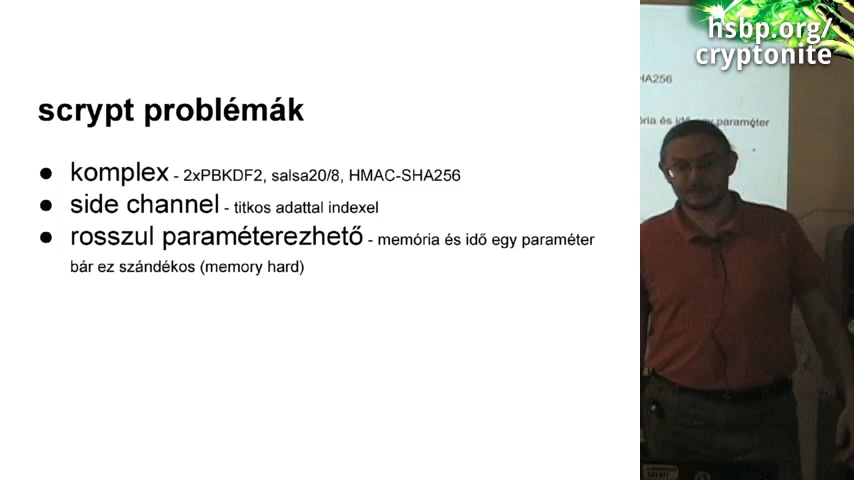 scrypt problémák
● komplex - 2xPBKDF2, salsa20/8, HMAC-SHA256
● side channel - titkos adattal indexel
● rosszul paraméterezhető - memória és idő egy paraméter
bár ez szándékos (memory hard)
hsbp.org/
cryptonite
HA256
ória és idő egy paraméter